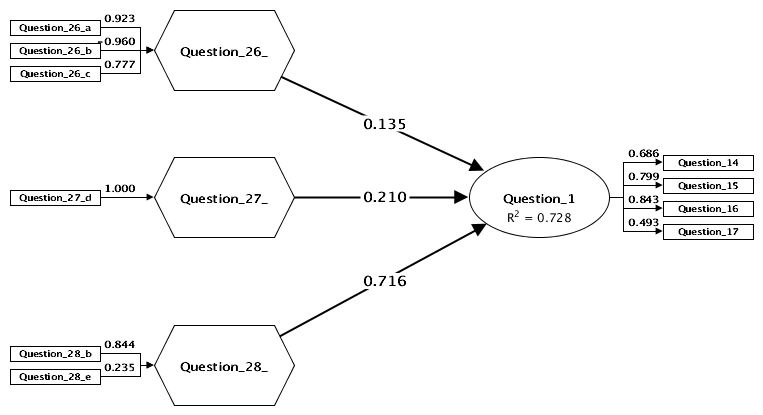 0.923
Question_26_a
0.960
Question_26_b
0.777
Question_26_c
Question_26_
0.135
1.000
Question_27_d
Question_27_
0.210
Question_1
R² = 0.728
0.686
Question_14
0.799
Question_15
0.843
Question_16
0.493
Question_17
0.716
0.844
Question_28_b
0.235
Question_28_e
Question_28_